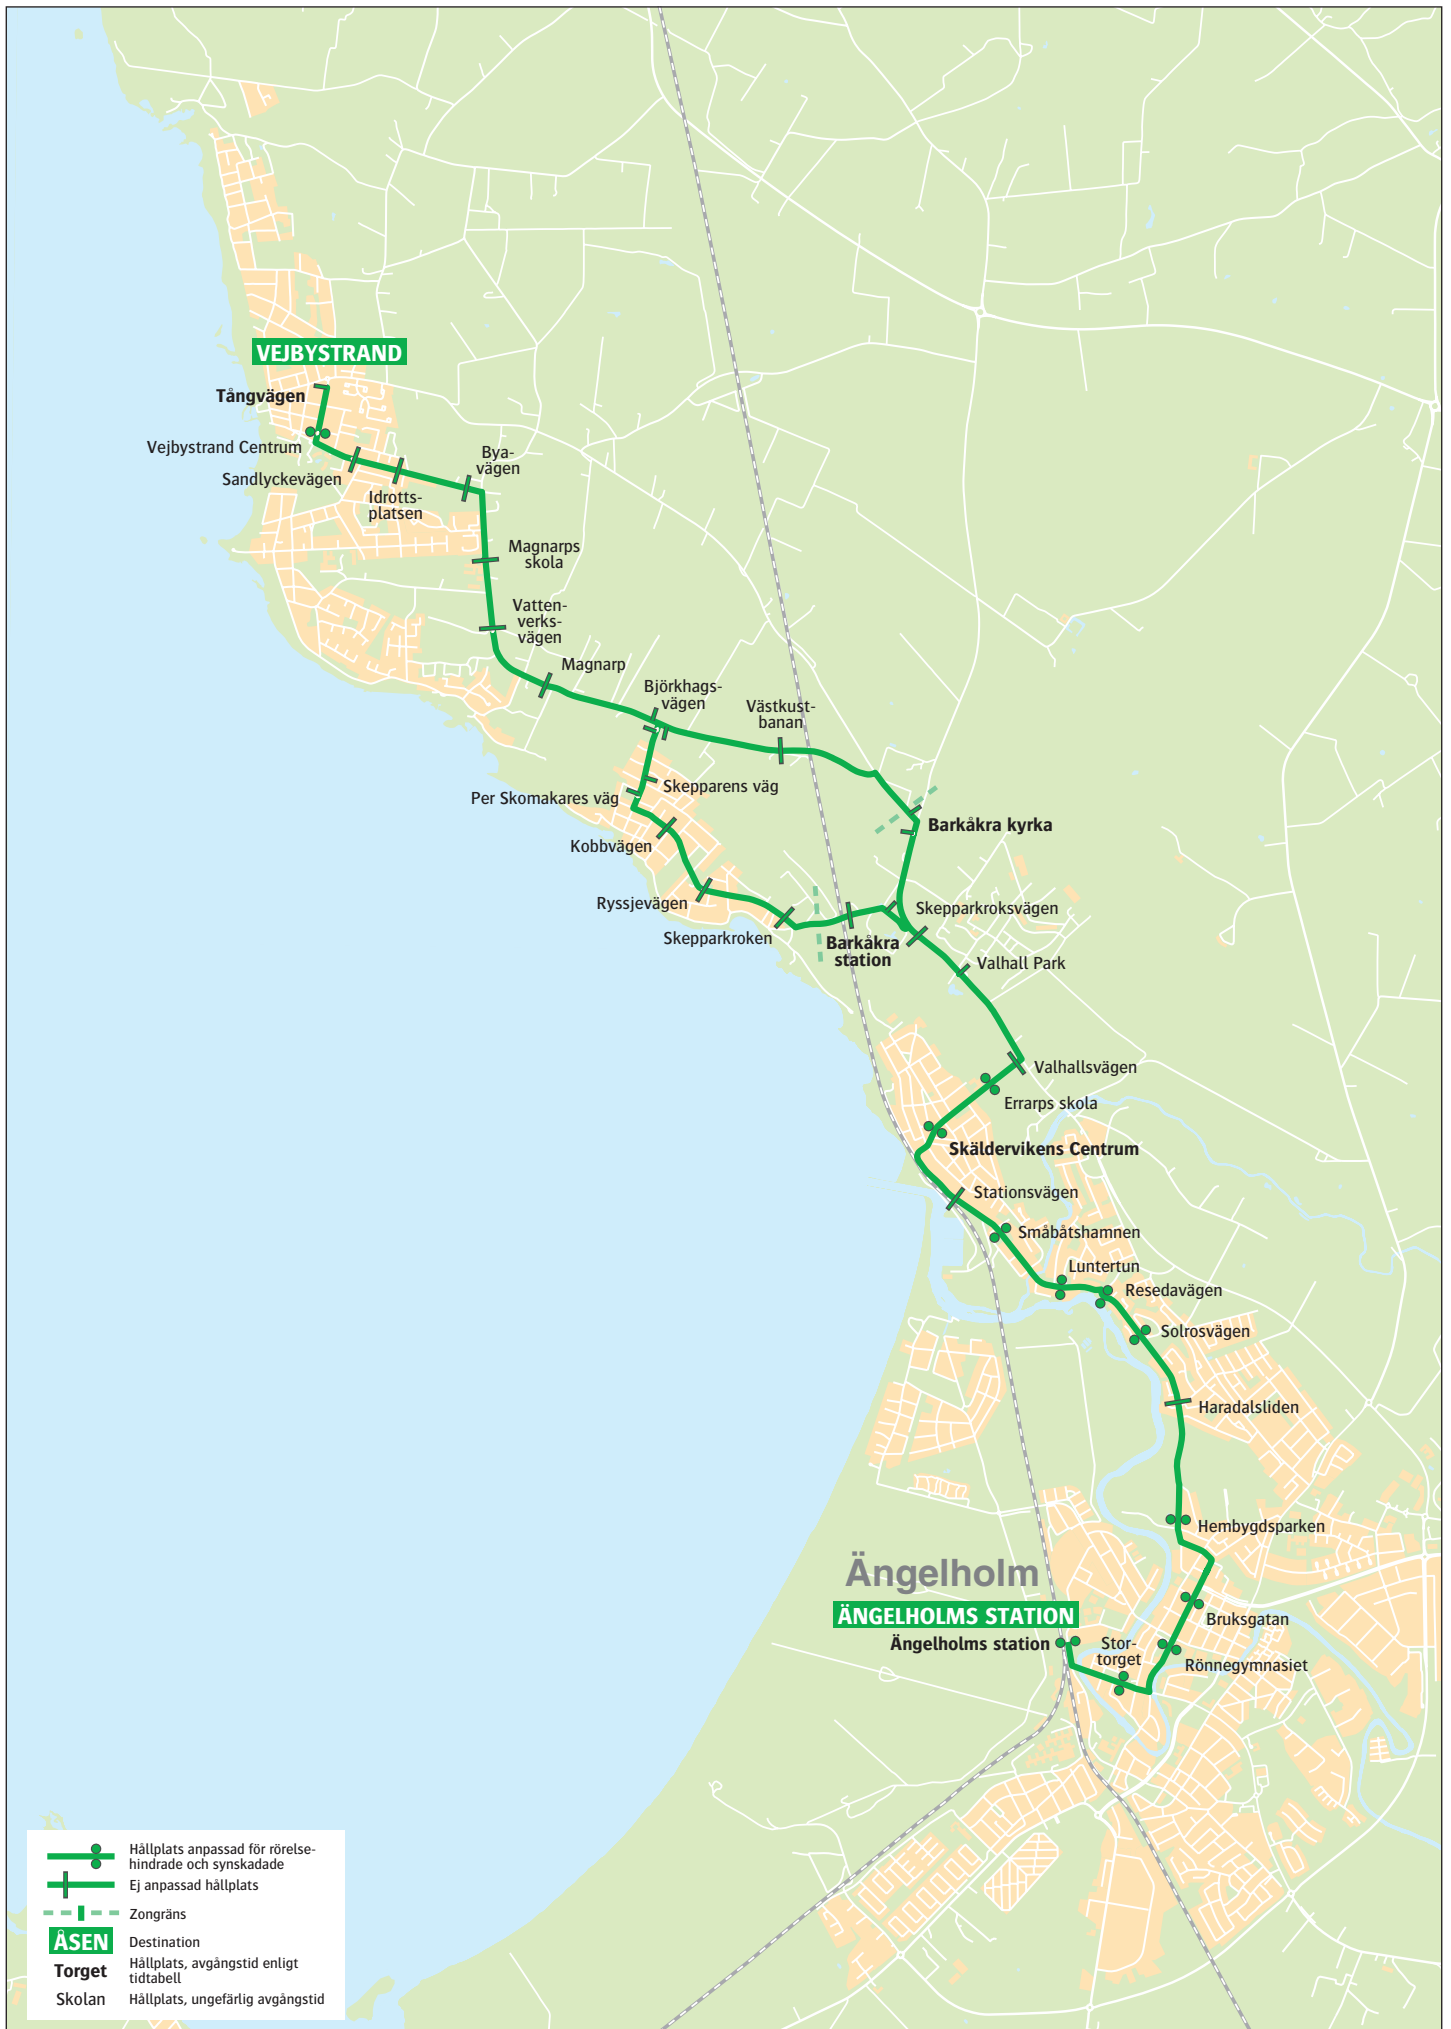 VEJBYSTRAND
Tångvägen
Vejbystrand Centrum
Sandlyckevägen
Idrotts-
platsen
Bya-
vägen
Magnarps
skola
Vatten-
verks-
vägen
Magnarp
Björkhags-
vägen
Västkust-
banan
Skepparens väg
Per Skomakares väg
Kobbvägen
Ryssjevägen
Skepparkroken
Barkåkra kyrka
Skepparkroksvägen
Barkåkra
station
Valhall Park
Valhallsvägen
Errarps skola
Skäldervikens Centrum
Stationsvägen
Småbåtshamnen
Luntertun
Resedavägen
Solrosvägen
Haradalsliden
Hembygdsparken
Ängelholm
ÄNGELHOLMS STATION
Ängelholms station
Stor-
torget
Bruksgatan
Rönnegymnasiet
Hållplats anpassad för rörelse-
hindrade och synskadade
Ej anpassad hållplats
Zongräns
ÅSEN Destination
Torget Hållplats, avgångstid enligt
tidtabell
Skolan Hållplats, ungefärlig avgångstid